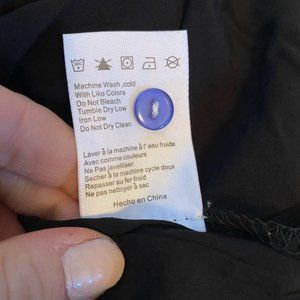 Machine Wash ,cold
With Like Colors
Do Not Bleach
Tumble Dry Low
Iron Low
Do Not Dry Clean
Laver à la machine à l' eau froide
Avec comme couleurs
Ne Pas javelliser.
Secher à la machine cycle doux
Repasser au fer froid
Ne pas nettoyer à sec
Hecho en China